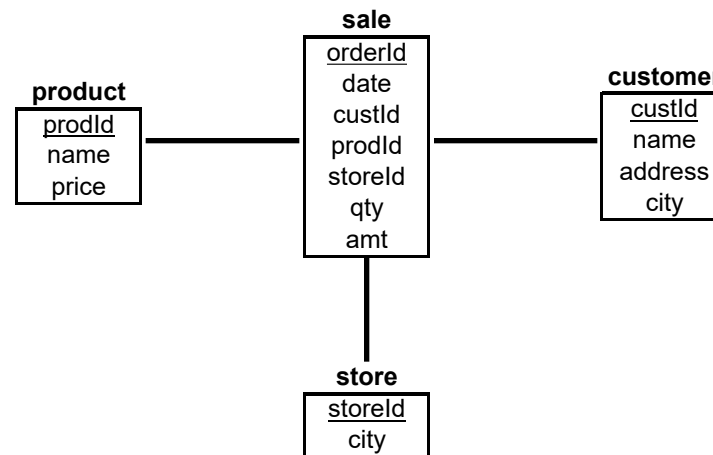 sale
orderId
date
custId
prodId
storeId
qty
amt
product
prodId
name
price
custome
custId
name
address
city
store
storeId
city